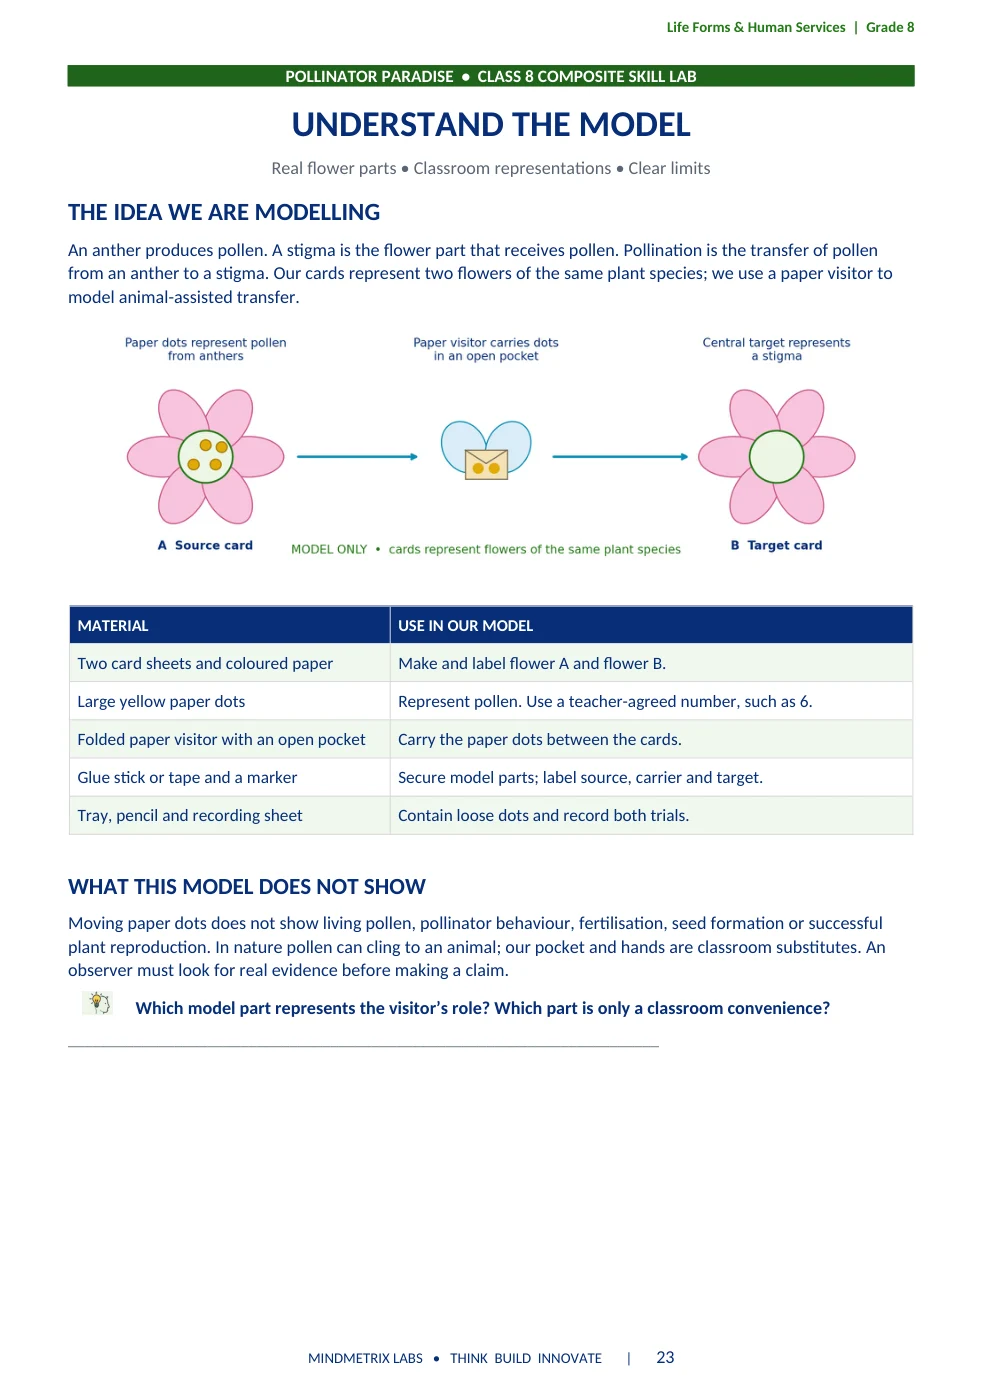 Life Forms & Human Services | Grade 8
POLLINATOR PARADISE ● CLASS 8 COMPOSITE SKILL LAB
UNDERSTAND THE MODEL
Real flower parts • Classroom representations • Clear limits
THE IDEA WE ARE MODELLING
An anther produces pollen. A stigma is the flower part that receives pollen. Pollination is the transfer of pollen
from an anther to a stigma. Our cards represent two flowers of the same plant species; we use a paper visitor to
model animal-assisted transfer.
Paper dots represent pollen
from anthers
Paper visitor carries dots
in an open pocket
Central target represents
a stigma
A Source card
MODEL ONLY • cards represent flowers of the same plant species
B Target card
MATERIAL USE IN OUR MODEL
Two card sheets and coloured paper Make and label flower A and flower B.
Large yellow paper dots Represent pollen. Use a teacher-agreed number, such as 6.
Folded paper visitor with an open pocket Carry the paper dots between the cards.
Glue stick or tape and a marker Secure model parts; label source, carrier and target.
Tray, pencil and recording sheet Contain loose dots and record both trials.
WHAT THIS MODEL DOES NOT SHOW
Moving paper dots does not show living pollen, pollinator behaviour, fertilisation, seed formation or successful
plant reproduction. In nature pollen can cling to an animal; our pocket and hands are classroom substitutes. An
observer must look for real evidence before making a claim.
Which model part represents the visitor’s role? Which part is only a classroom convenience?
MINDMETRIX LABS ● THINK BUILD INNOVATE | 23